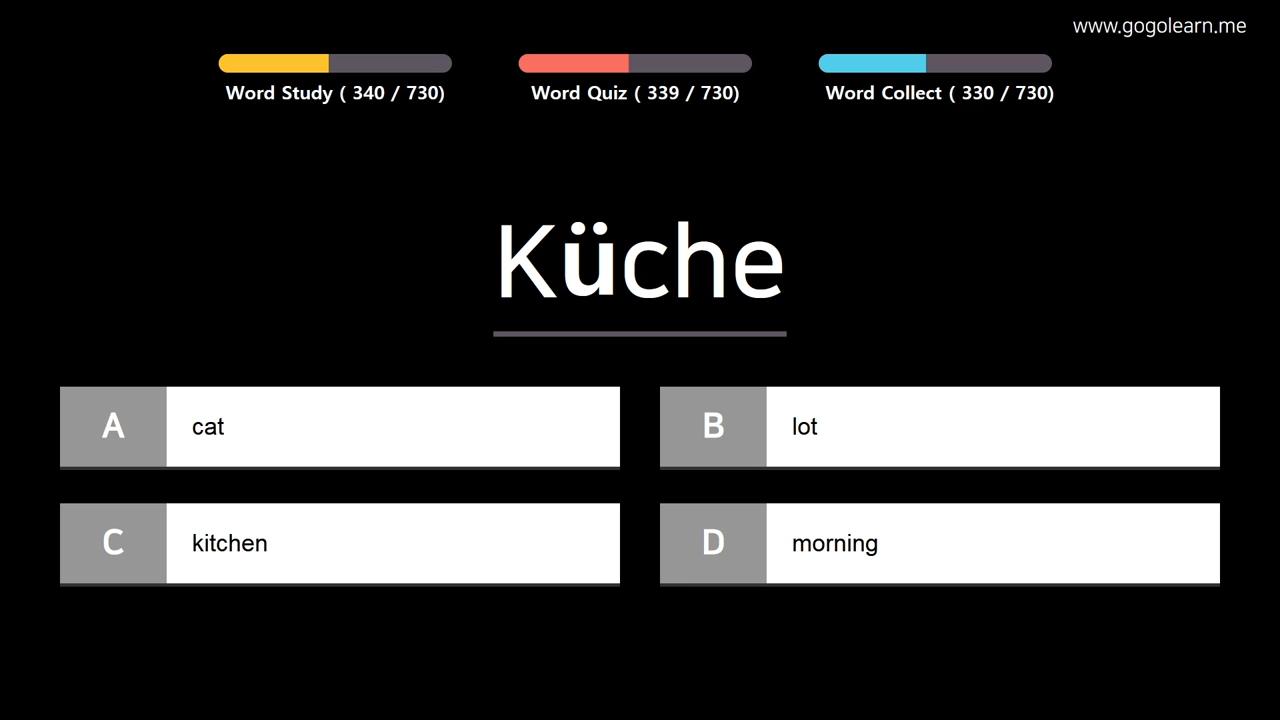 www.gogolearn.me
Word Study ( 340 / 730)
Word Quiz ( 339 / 730)
Word Collect ( 330 / 730)
Küche
A cat
B lot
C kitchen
D morning